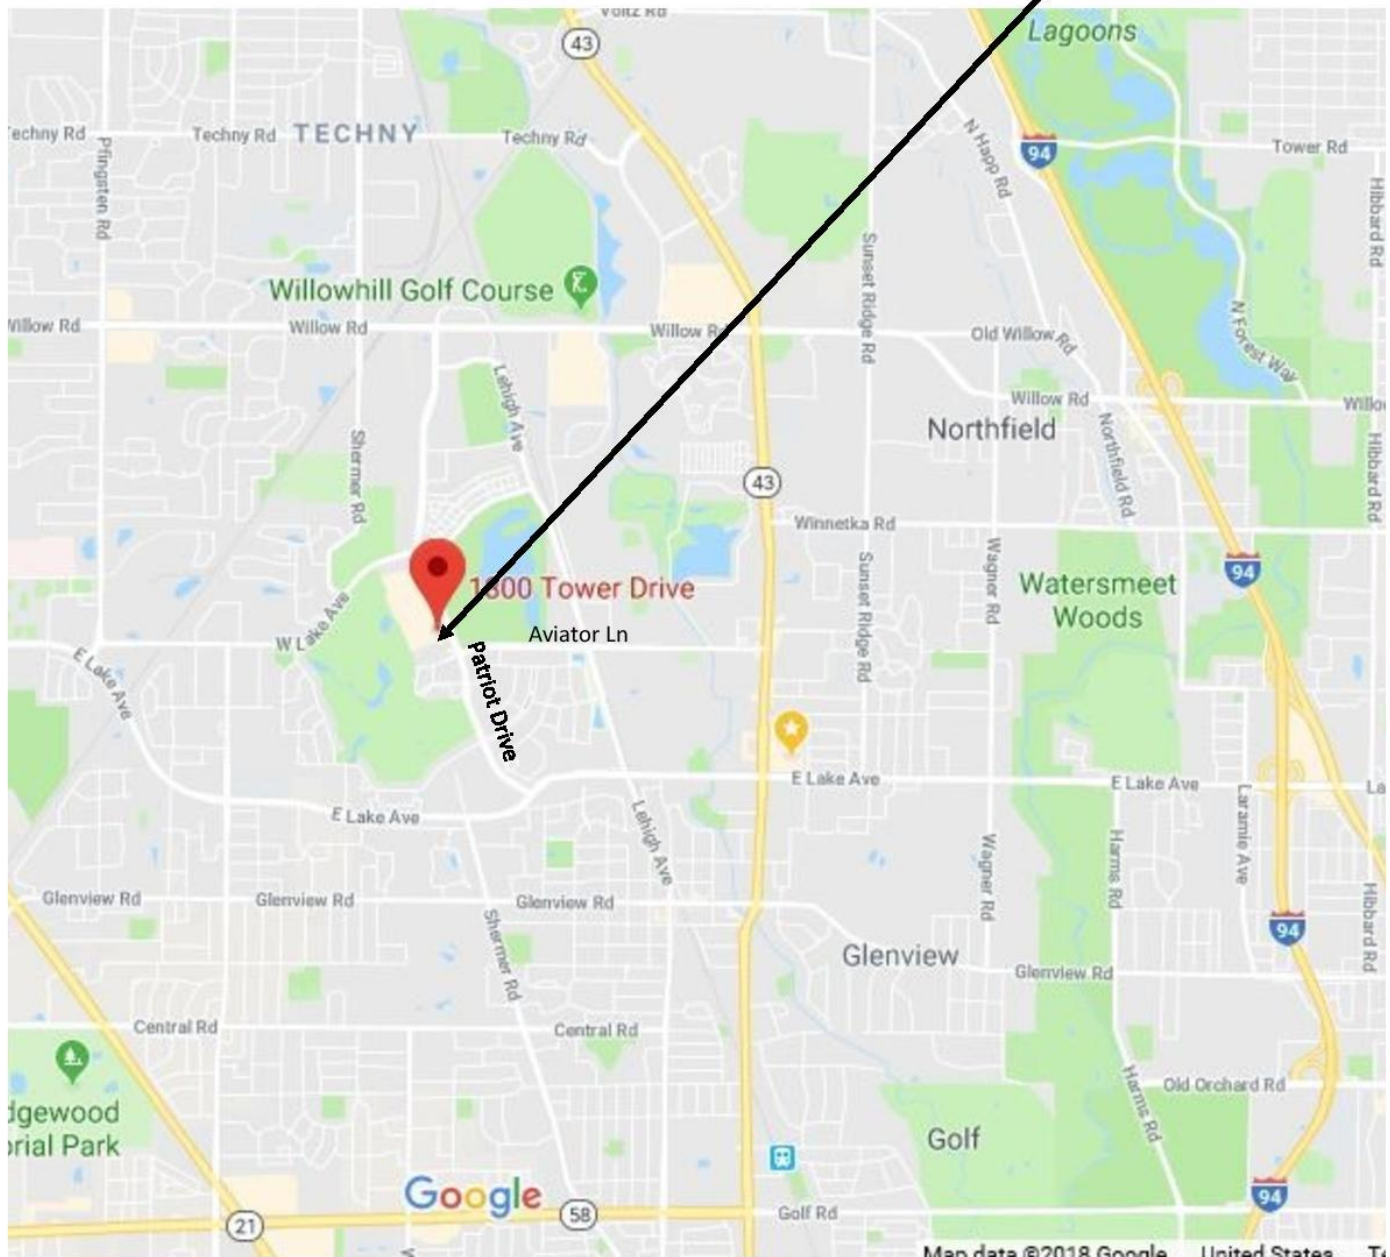 Voltz Rd
Lagoons
43
Techny Rd
TECHNY
Techny Rd
Tower Rd
94
Pfingsten Rd
N Happ Rd
Hibbard Rd
Sunset Ridge Rd
Willowhill Golf Course
Willow Rd
Willow Rd
Old Willow Rd
N Forest Way
Lehigh Ave
Willow Rd
Northfield
Northfield Rd
Shermer Rd
Hibbard Rd
43
Winnetka Rd
Wagner Rd
Sunset Ridge Rd
94
Watersmeet
Woods
1800 Tower Drive
Aviator Ln
W Lake Ave
E Lake Ave
Patriot Drive
E Lake Ave
E Lake Ave
E Lake Ave
Lehigh Ave
Laramie Ave
Harms Rd
Wagner Rd
Hibbard Rd
Glenview Rd
Glenview Rd
Glenview Rd
Shermer Rd
94
Glenview
Glenview Rd
Central Rd
Central Rd
Old Orchard Rd
Harms Rd
Golf
Google
58
21
Golf Rd
94
Map data ©2018 Google
United States